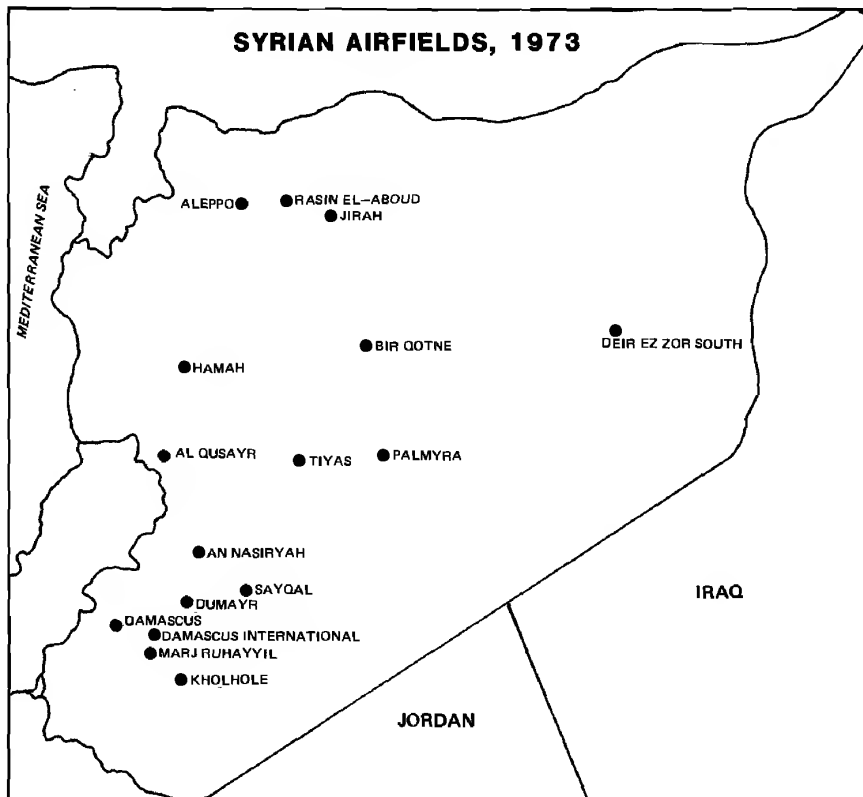 SYRIAN AIRFIELDS, 1973
MEDITERRANEAN SEA
ALEPPO
RASIN EL-ABOUD
JIRAH
BIR QOTNE
DEIR EZ ZOR SOUTH
HAMAH
AL QUSAYR
TIYAS
PALMYRA
AN NASIRYAH
SAYQAL
DUMAYR
DAMASCUS
DAMASCUS INTERNATIONAL
MARJ RUHAYYIL
KHOLHOLE
IRAQ
JORDAN